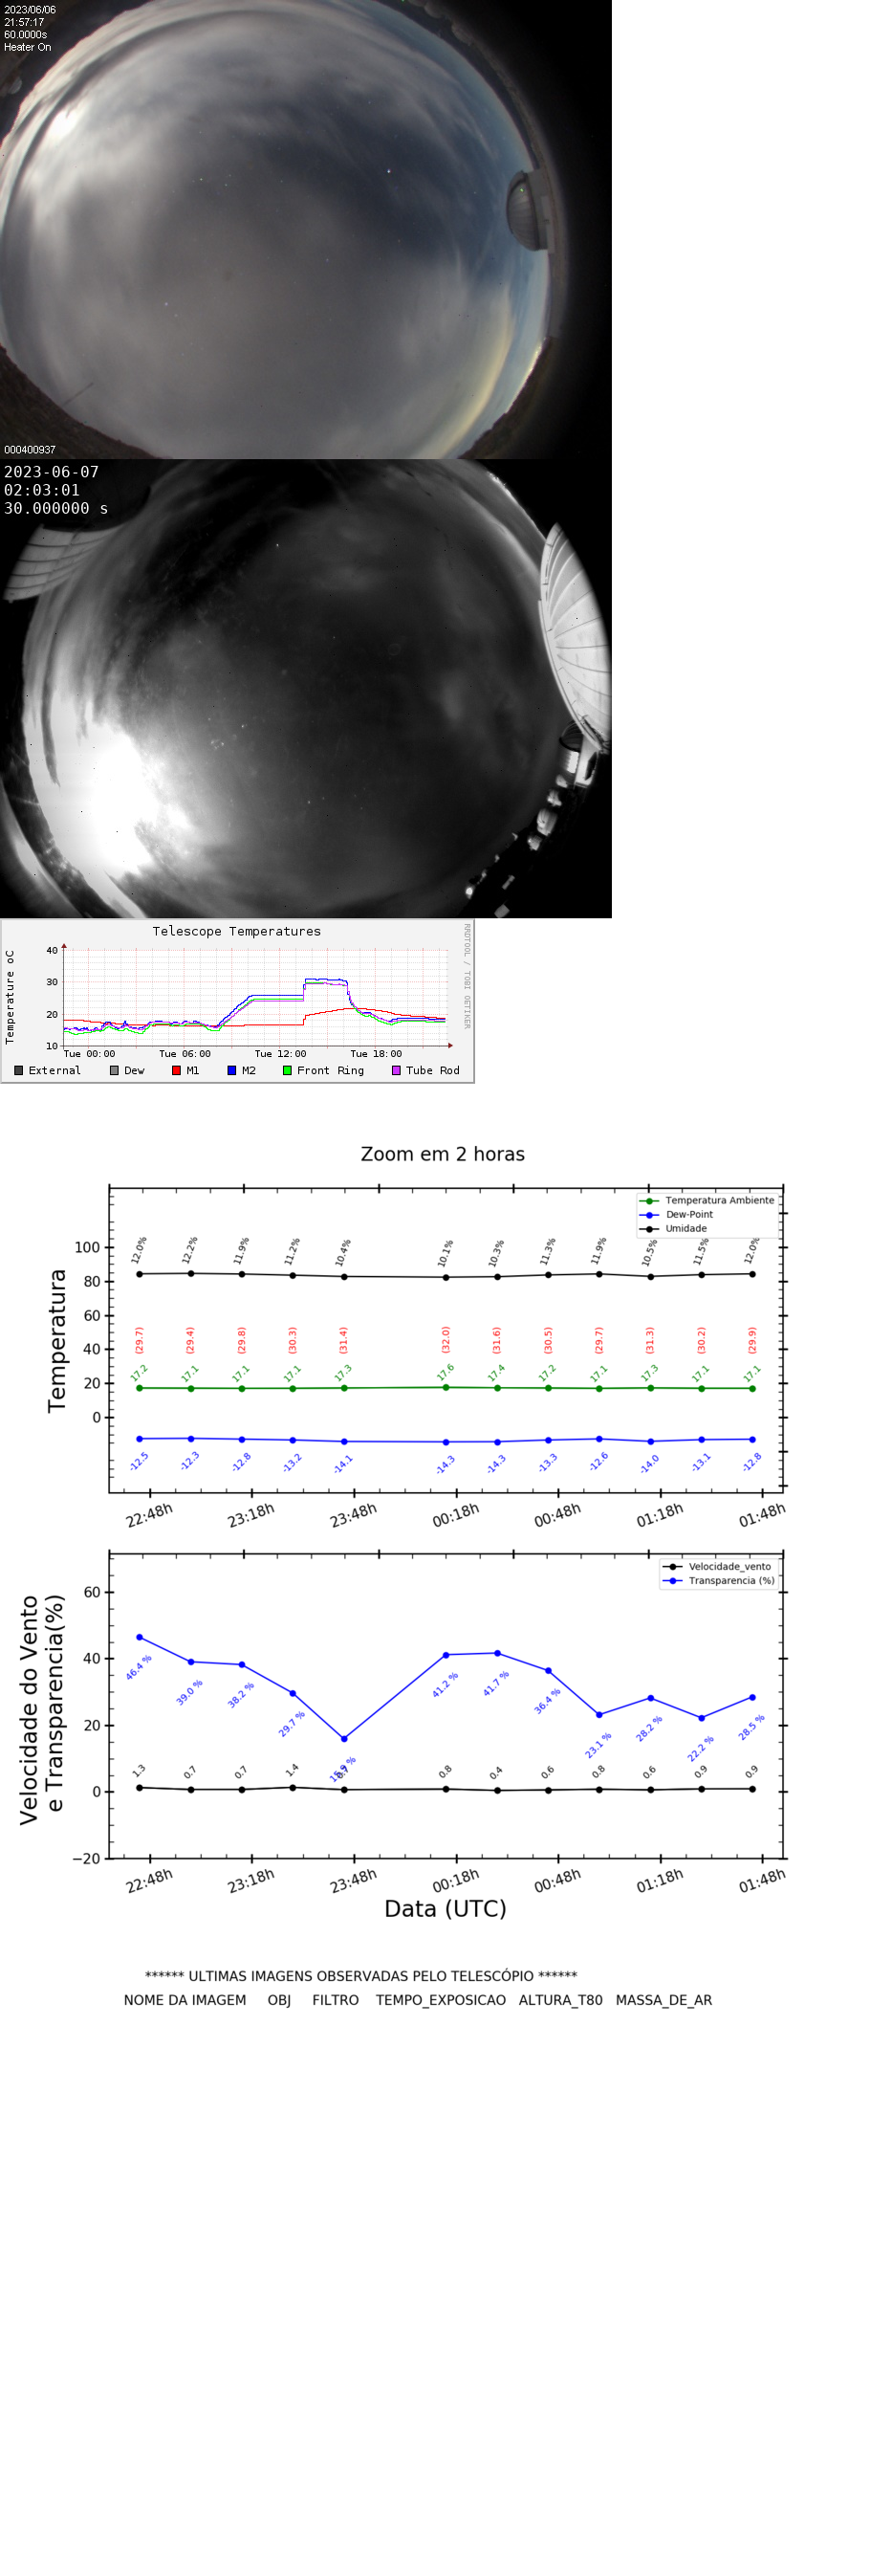 2023/06/06
21:57:17
60.0000s
Heater On
000400937
2023-06-07
02:03:01
30.000000 s
Telescope Temperatures
RRDTOOL / TOBI OETIKER
Temperature oC
40
30
20
10
Tue 00:00 Tue 06:00 Tue 12:00 Tue 18:00
External Dew M1 M2 Front Ring Tube Rod
Zoom em 2 horas
Temperatura Ambiente
Dew-Point
Umidade
Temperatura
100
80
60
40
20
0
12.0% 12.2% 11.9% 11.2% 10.4% 10.1% 10.3% 11.3% 11.9% 10.5% 11.5% 12.0%
(29.7) (29.4) (29.8) (30.3) (31.4) (32.0) (31.6) (30.5) (29.7) (31.3) (30.2) (29.9)
17.2 17.1 17.1 17.1 17.3 17.6 17.4 17.2 17.1 17.3 17.1 17.1
-12.5 -12.3 -12.8 -13.2 -14.1 -14.3 -14.3 -13.3 -12.6 -14.0 -13.1 -12.8
22:48h 23:18h 23:48h 00:18h 00:48h 01:18h 01:48h
Velocidade_vento
Transparencia (%)
Velocidade do Vento
e Transparencia(%)
60
40
20
0
−20
46.4 % 39.0 % 38.2 % 29.7 % 41.2 % 41.7 % 36.4 % 23.1 % 28.2 % 22.2 % 28.5 %
1.3 0.7 0.7 1.4 0.8 0.4 0.6 0.8 0.6 0.9 0.9
22:48h 23:18h 23:48h 00:18h 00:48h 01:18h 01:48h
Data (UTC)
****** ULTIMAS IMAGENS OBSERVADAS PELO TELESCÓPIO ******
NOME DA IMAGEM OBJ FILTRO TEMPO_EXPOSICAO ALTURA_T80 MASSA_DE_AR